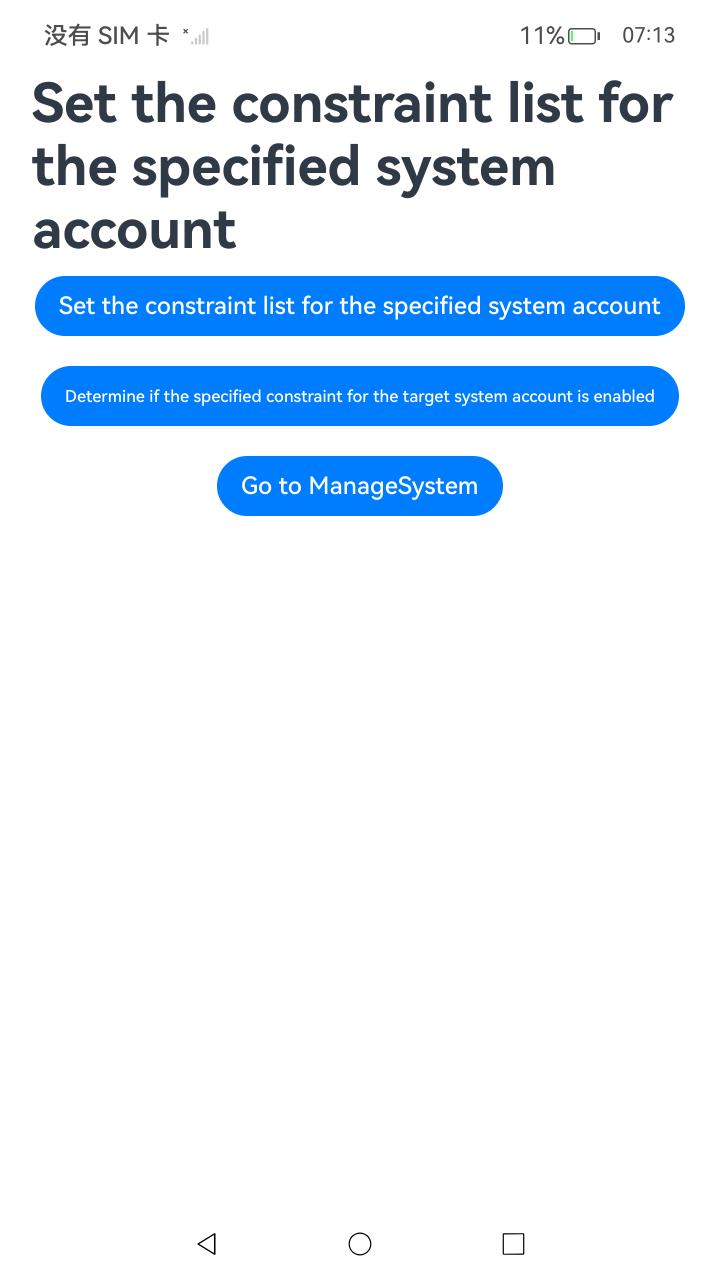 没有 SIM 卡 11% 07:13
Set the constraint list for
the specified system
account
Set the constraint list for the specified system account
Determine if the specified constraint for the target system account is enabled
Go to ManageSystem